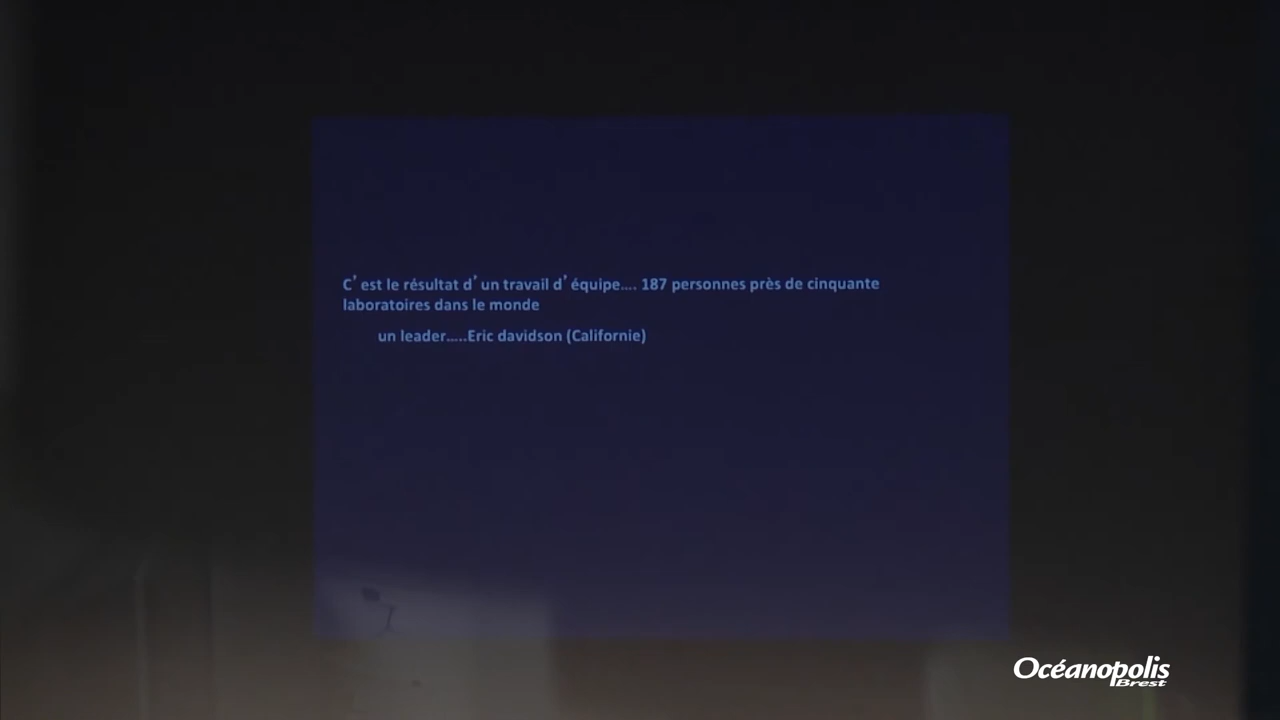 C'est le résultat d'un travail d'équipe.... 187 personnes près de cinquante
laboratoires dans le monde
un leader.....Eric davidson (Californie)
Océanopolis
Brest